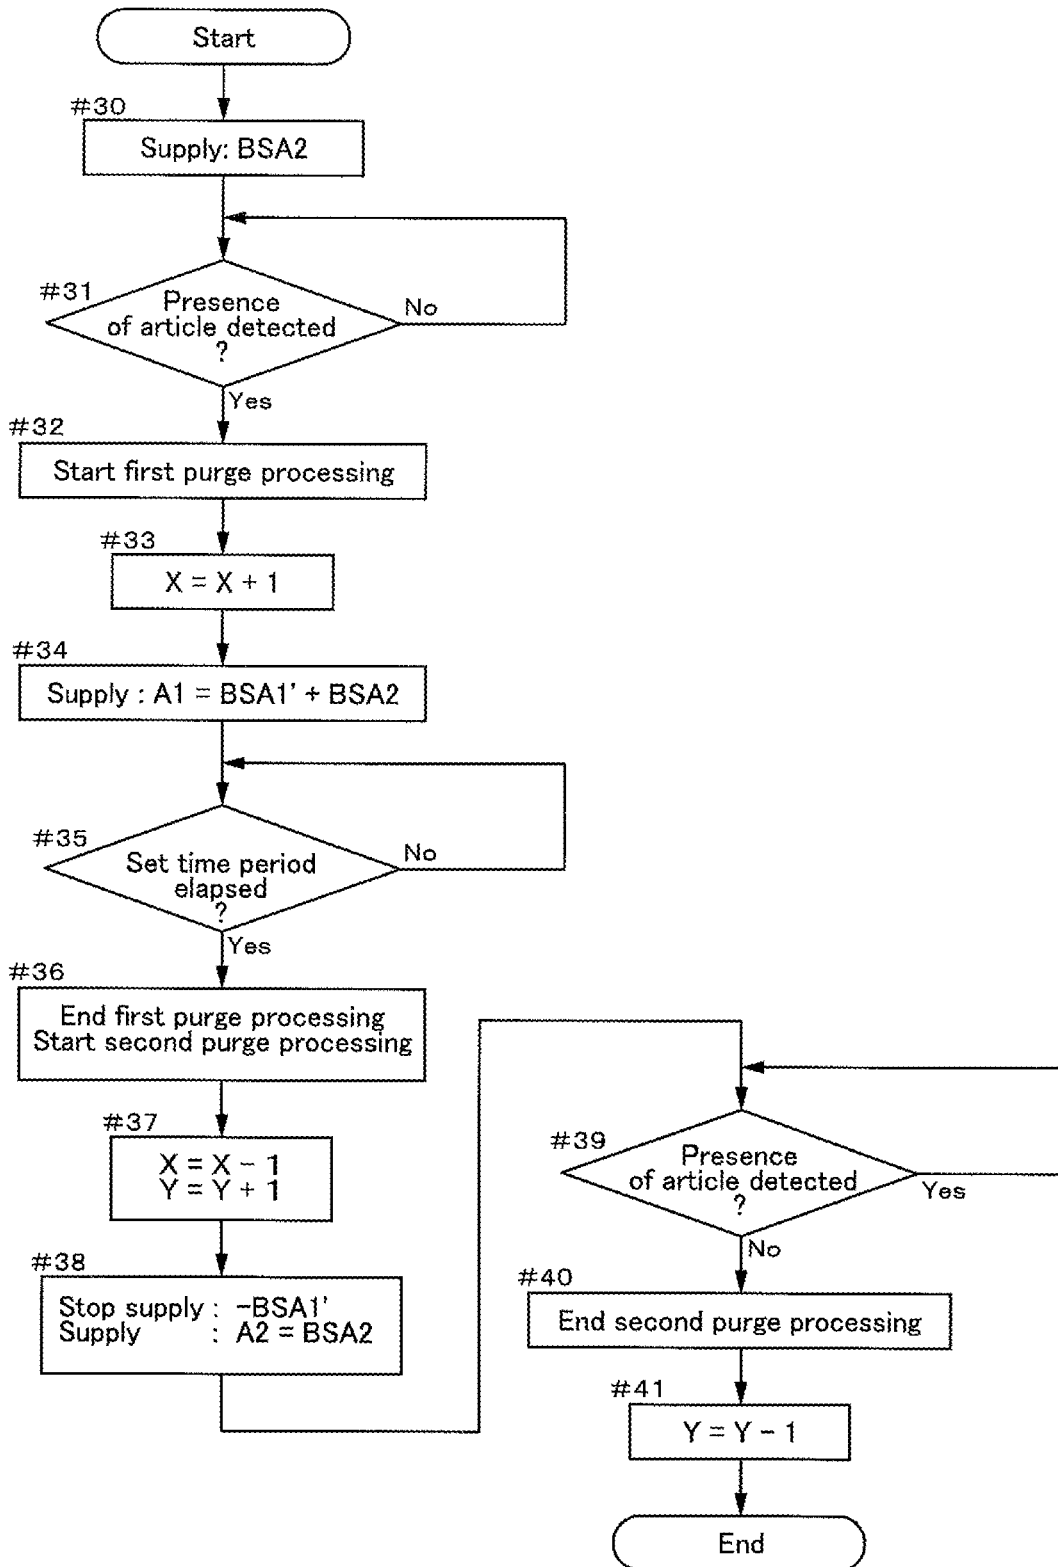 Start
#30
Supply: BSA2
#31
Presence
of article detected
?
No
Yes
#32
Start first purge processing
#33
X = X + 1
#34
Supply : A1 = BSA1' + BSA2
#35
Set time period
elapsed
?
No
Yes
#36
End first purge processing
Start second purge processing
#37
X = X − 1
Y = Y + 1
#38
Stop supply : -BSA1'
Supply : A2 = BSA2
#39
Presence
of article detected
?
Yes
No
#40
End second purge processing
#41
Y = Y − 1
End